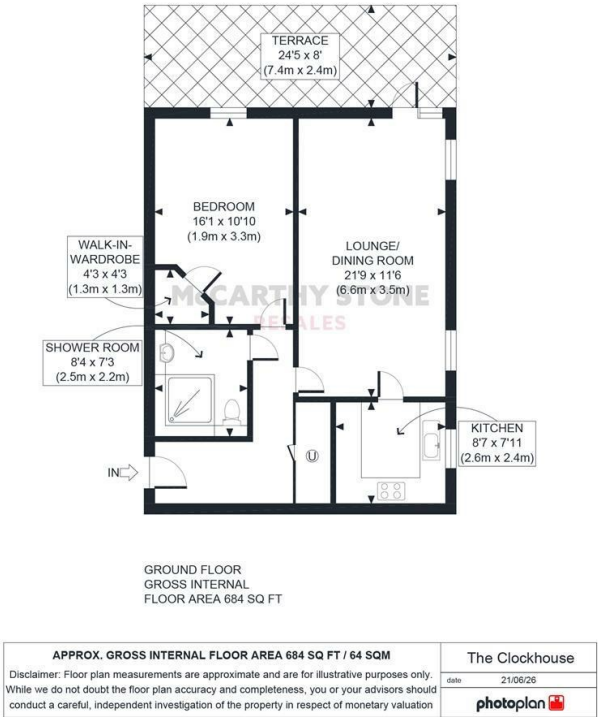 TERRACE
24'5 x 8'
(7.4m x 2.4m)
BEDROOM
16'1 x 10'10
(1.9m x 3.3m)
LOUNGE/
DINING ROOM
21'9 x 11'6
(6.6m x 3.5m)
WALK-IN-
WARDROBE
4'3 x 4'3
(1.3m x 1.3m)
McCARTHY STONE
RESALES
SHOWER ROOM
8'4 x 7'3
(2.5m x 2.2m)
KITCHEN
8'7 x 7'11
(2.6m x 2.4m)
U
IN
GROUND FLOOR
GROSS INTERNAL
FLOOR AREA 684 SQ FT
APPROX. GROSS INTERNAL FLOOR AREA 684 SQ FT / 64 SQM
Disclaimer: Floor plan measurements are approximate and are for illustrative purposes only.
While we do not doubt the floor plan accuracy and completeness, you or your advisors should
conduct a careful, independent investigation of the property in respect of monetary valuation
The Clockhouse
date 21/06/26
photoplan